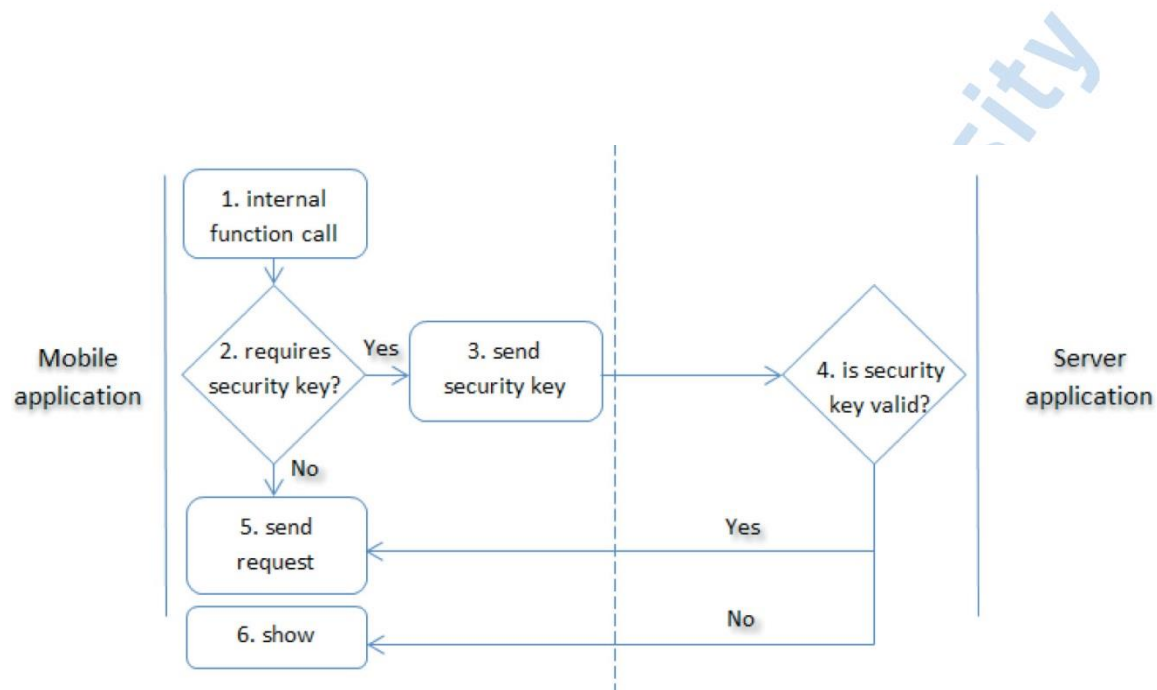 sity
1. internal
function call
Mobile
application
2. requires
security key?
Yes
3. send
security key
4. is security
key valid?
Server
application
No
5. send
request
Yes
6. show
No